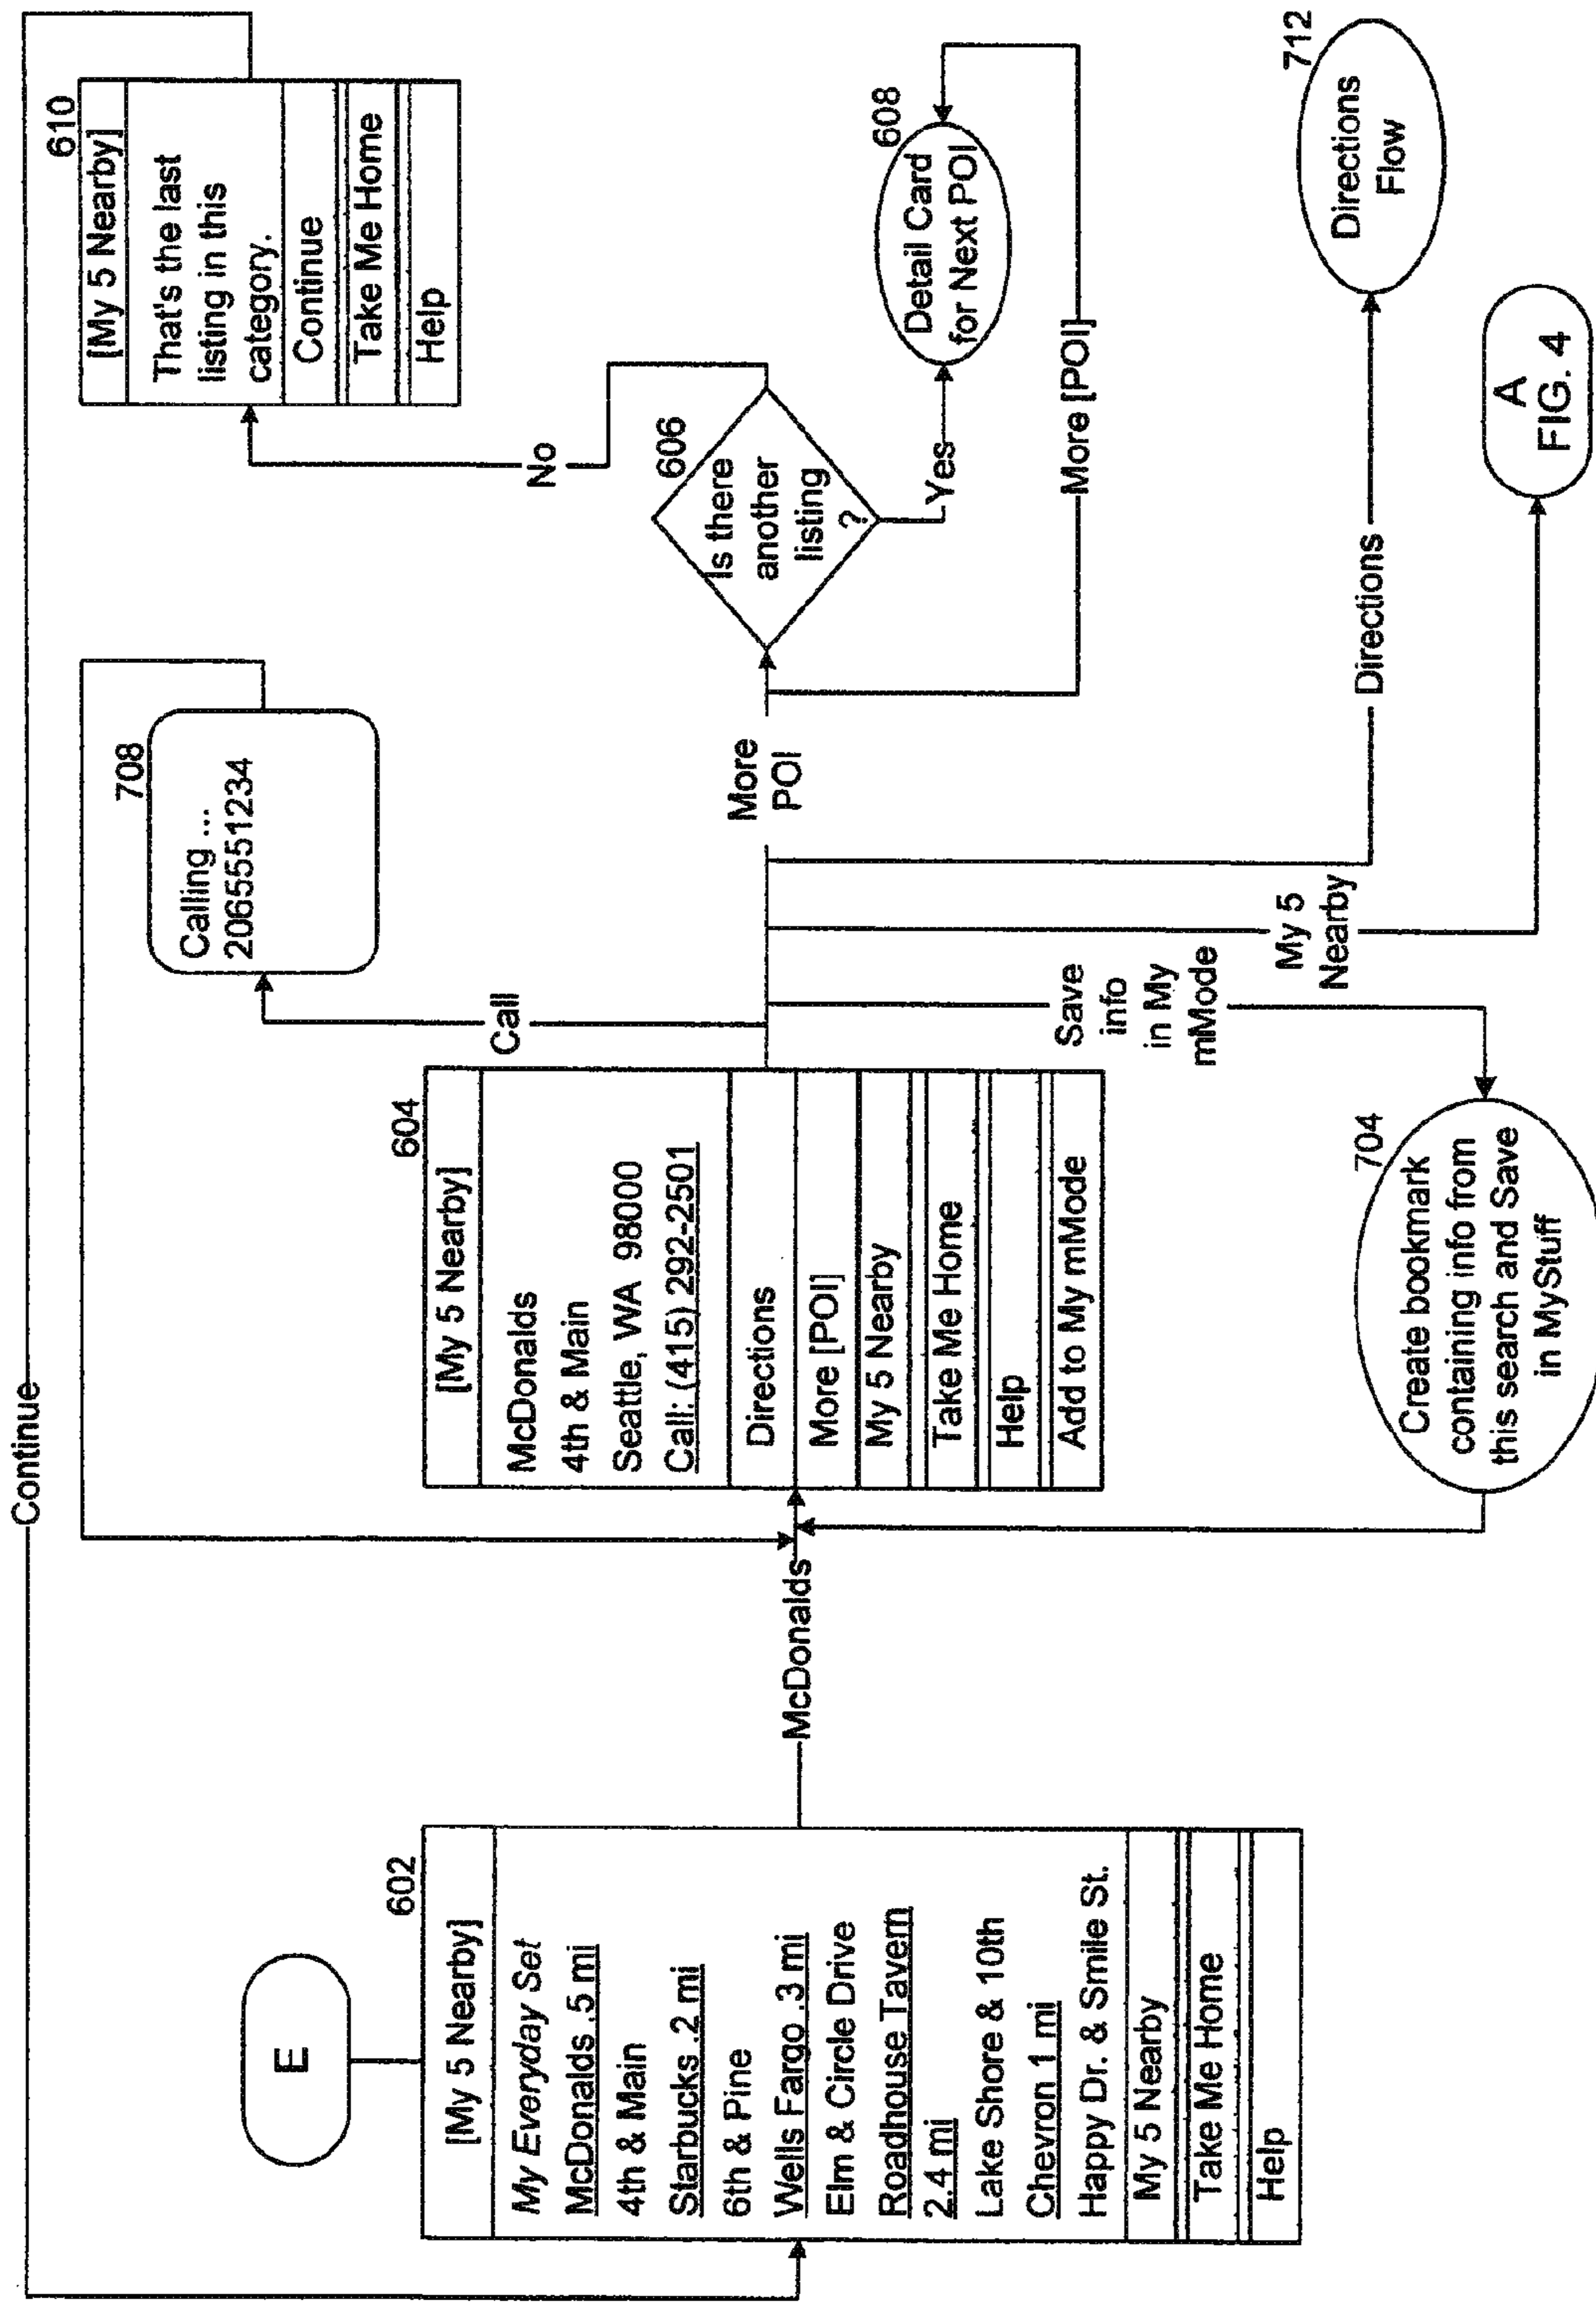 Continue
E
602
[My 5 Nearby]
My Everyday Set
McDonalds .5 mi
4th & Main
Starbucks .2 mi
6th & Pine
Wells Fargo .3 mi
Elm & Circle Drive
Roadhouse Tavern
2.4 mi
Lake Shore & 10th
Chevron 1 mi
Happy Dr. & Smile St.
My 5 Nearby
Take Me Home
Help
McDonalds
604
[My 5 Nearby]
McDonalds
4th & Main
Seattle, WA 98000
Call: (415) 292-2501
Directions
More [POI]
My 5 Nearby
Take Me Home
Help
Add to My mMode
704
Create bookmark
containing info from
this search and Save
in MyStuff
Call
708
Calling ...
2065551234
Save
info
in My
mMode
My 5
Nearby
More
POI
606
Is there
another
listing
?
No
Yes
610
[My 5 Nearby]
That's the last
listing in this
category.
Continue
Take Me Home
Help
608
Detail Card
for Next POI
More [POI]
Directions
712
Directions
Flow
A
FIG. 4